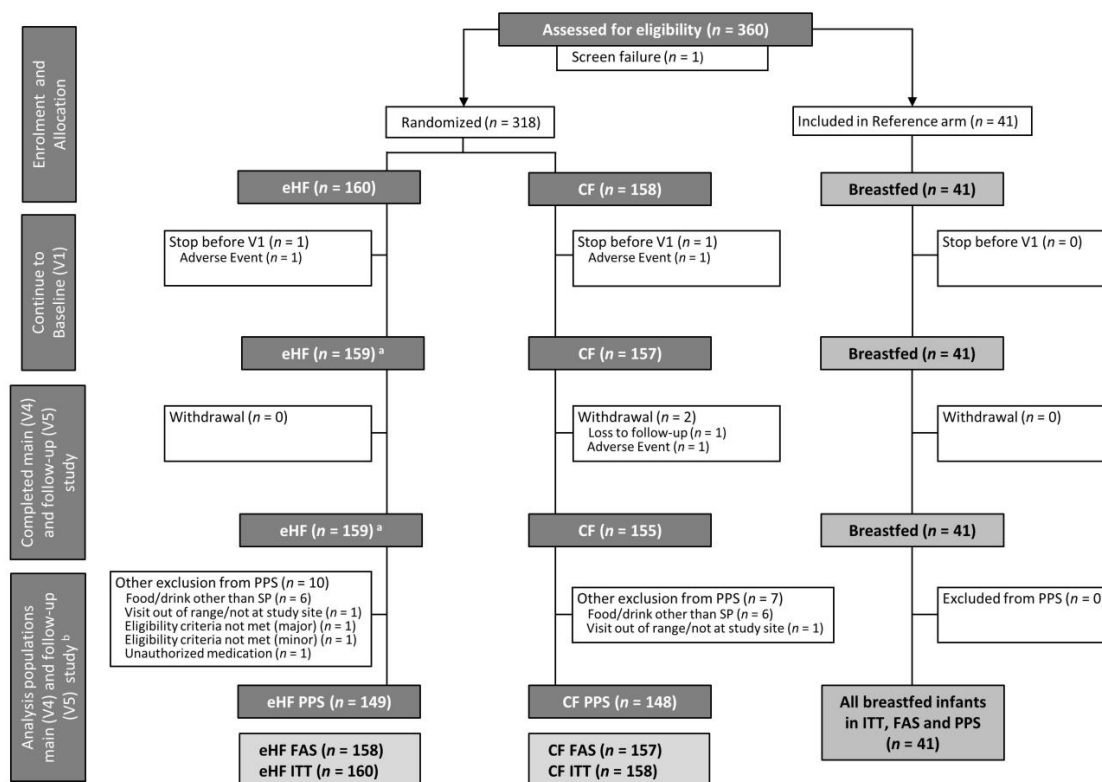 Assessed for eligibility (n = 360)
Screen failure (n = 1)
Enrolment and
Allocation
Randomized (n = 318)
Included in Reference arm (n = 41)
eHF (n = 160)
CF (n = 158)
Breastfed (n = 41)
Continue to
Baseline (V1)
Stop before V1 (n = 1)
Adverse Event (n = 1)
Stop before V1 (n = 1)
Adverse Event (n = 1)
Stop before V1 (n = 0)
eHF (n = 159) a
CF (n = 157)
Breastfed (n = 41)
Completed main (V4)
and follow-up (V5)
study
Withdrawal (n = 0)
Withdrawal (n = 2)
Loss to follow-up (n = 1)
Adverse Event (n = 1)
Withdrawal (n = 0)
eHF (n = 159) a
CF (n = 155)
Breastfed (n = 41)
Analysis populations
main (V4) and follow-up
(V5) study b
Other exclusion from PPS (n = 10)
Food/drink other than SP (n = 6)
Visit out of range/not at study site (n = 1)
Eligibility criteria not met (major) (n = 1)
Eligibility criteria not met (minor) (n = 1)
Unauthorized medication (n = 1)
Other exclusion from PPS (n = 7)
Food/drink other than SP (n = 6)
Visit out of range/not at study site (n = 1)
Excluded from PPS (n = 0
eHF PPS (n = 149)
CF PPS (n = 148)
All breastfed infants
in ITT, FAS and PPS
(n = 41)
eHF FAS (n = 158)
eHF ITT (n = 160)
CF FAS (n = 157)
CF ITT (n = 158)